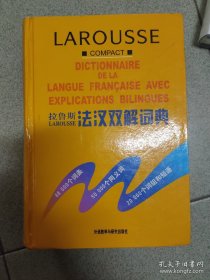 LAROUSSE
■ COMPACT ■
DICTIONNAIRE
DE LA
LANGUE FRANÇAISE AVEC
EXPLICATIONS BILINGUES
拉鲁斯
LAROUSSE
法汉双解词典
外语教学与研究出版社